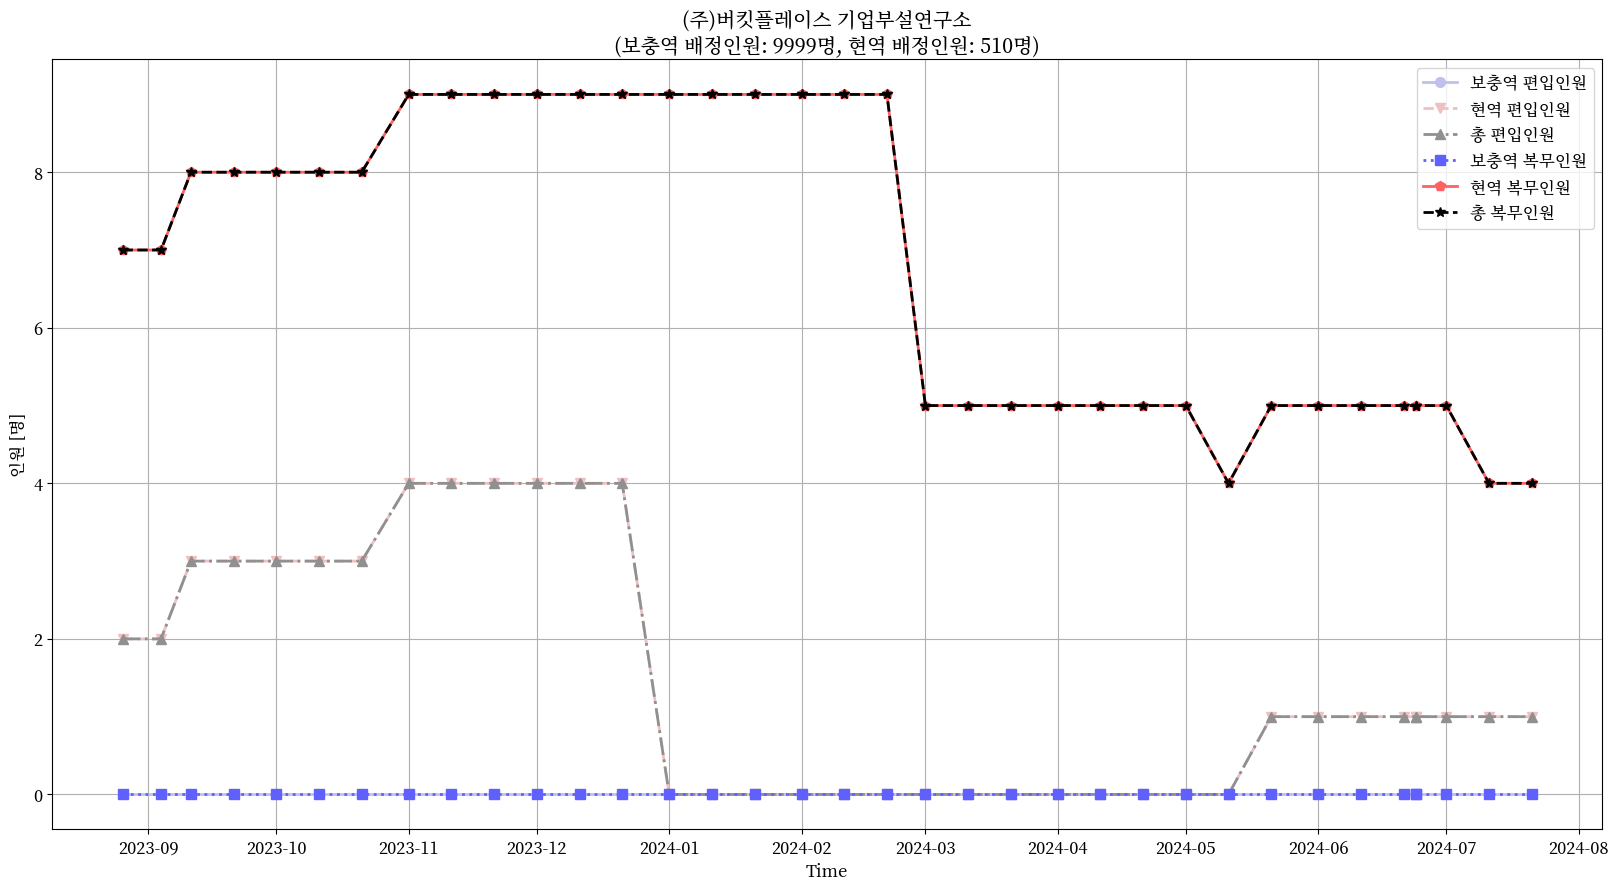 (주)버킷플레이스 기업부설연구소
(보충역 배정인원: 9999명, 현역 배정인원: 510명)
보충역 편입인원
현역 편입인원
총 편입인원
보충역 복무인원
현역 복무인원
총 복무인원
8
6
4
2
0
인원 [명]
2023-09 2023-10 2023-11 2023-12 2024-01 2024-02 2024-03 2024-04 2024-05 2024-06 2024-07 2024-08
Time